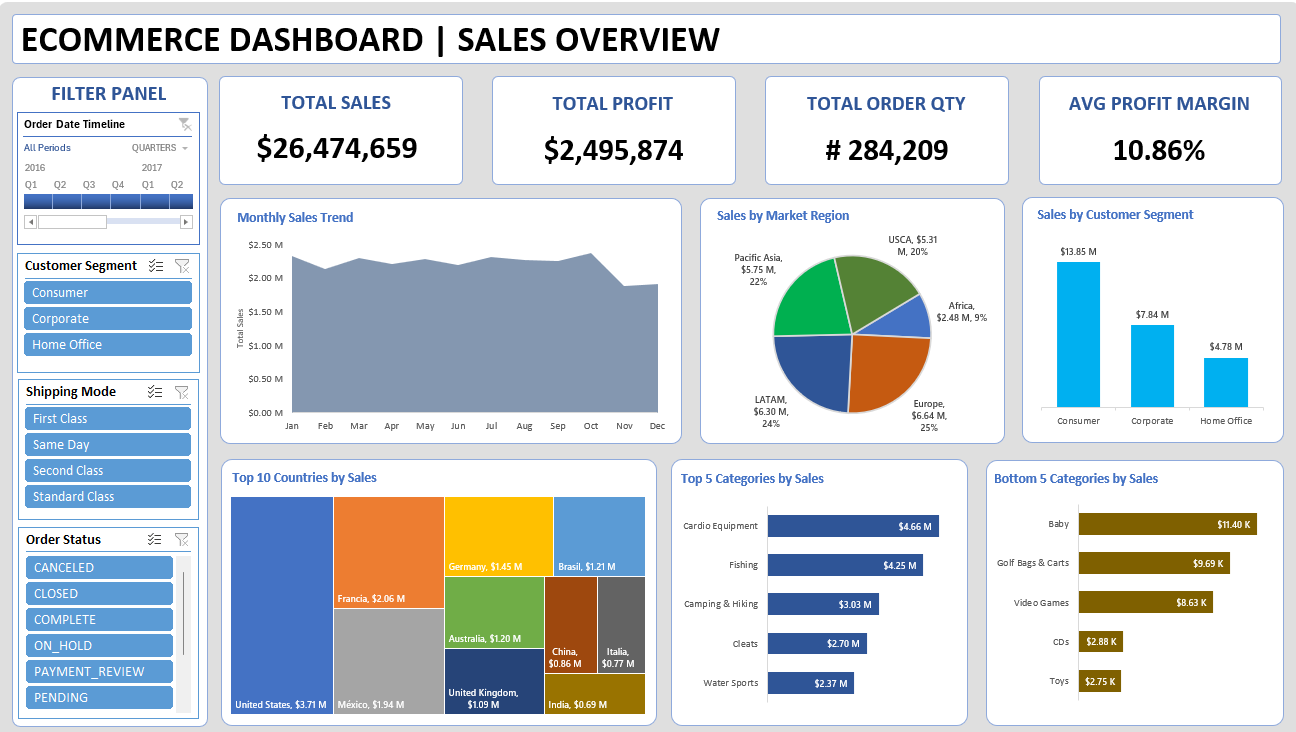 ECOMMERCE DASHBOARD | SALES OVERVIEW
FILTER PANEL
Order Date Timeline
All Periods
QUARTERS
2016
2017
Q1 Q2 Q3 Q4 Q1 Q2
Customer Segment
Consumer
Corporate
Home Office
Shipping Mode
First Class
Same Day
Second Class
Standard Class
Order Status
CANCELED
CLOSED
COMPLETE
ON_HOLD
PAYMENT_REVIEW
PENDING
TOTAL SALES
$26,474,659
TOTAL PROFIT
$2,495,874
TOTAL ORDER QTY
# 284,209
AVG PROFIT MARGIN
10.86%
Monthly Sales Trend
Total Sales
$2.50 M
$2.00 M
$1.50 M
$1.00 M
$0.50 M
$0.00 M
Jan Feb Mar Apr May Jun Jul Aug Sep Oct Nov Dec
Sales by Market Region
USCA, $5.31
M, 20%
Pacific Asia,
$5.75 M,
22%
Africa,
$2.48 M, 9%
LATAM,
$6.30 M,
24%
Europe,
$6.64 M,
25%
Sales by Customer Segment
$13.85 M
$7.84 M
$4.78 M
Consumer Corporate Home Office
Top 10 Countries by Sales
United States, $3.71 M
Francia, $2.06 M
México, $1.94 M
Germany, $1.45 M
Brasil, $1.21 M
Australia, $1.20 M
United Kingdom,
$1.09 M
China,
$0.86 M
Italia,
$0.77 M
India, $0.69 M
Top 5 Categories by Sales
Cardio Equipment $4.66 M
Fishing $4.25 M
Camping & Hiking $3.03 M
Cleats $2.70 M
Water Sports $2.37 M
Bottom 5 Categories by Sales
Baby $11.40 K
Golf Bags & Carts $9.69 K
Video Games $8.63 K
CDs $2.88 K
Toys $2.75 K